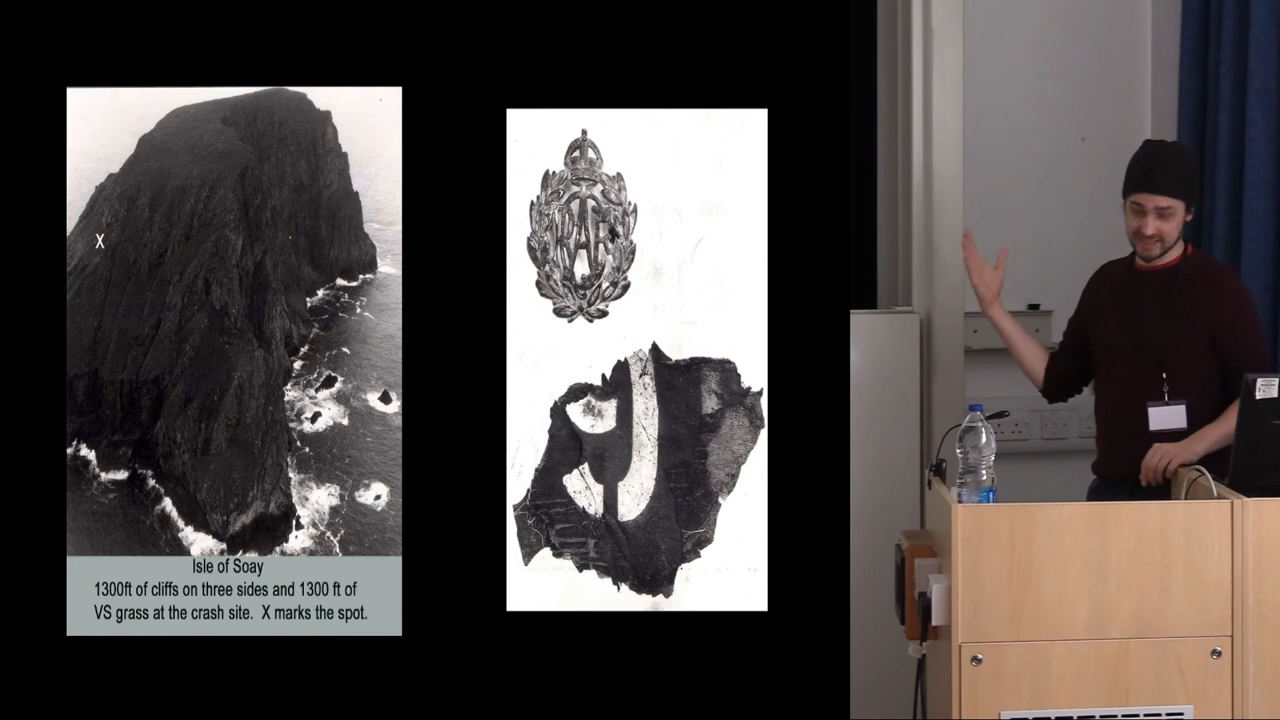 X
Isle of Soay
1300ft of cliffs on three sides and 1300 ft of
VS grass at the crash site.  X marks the spot.
RAF